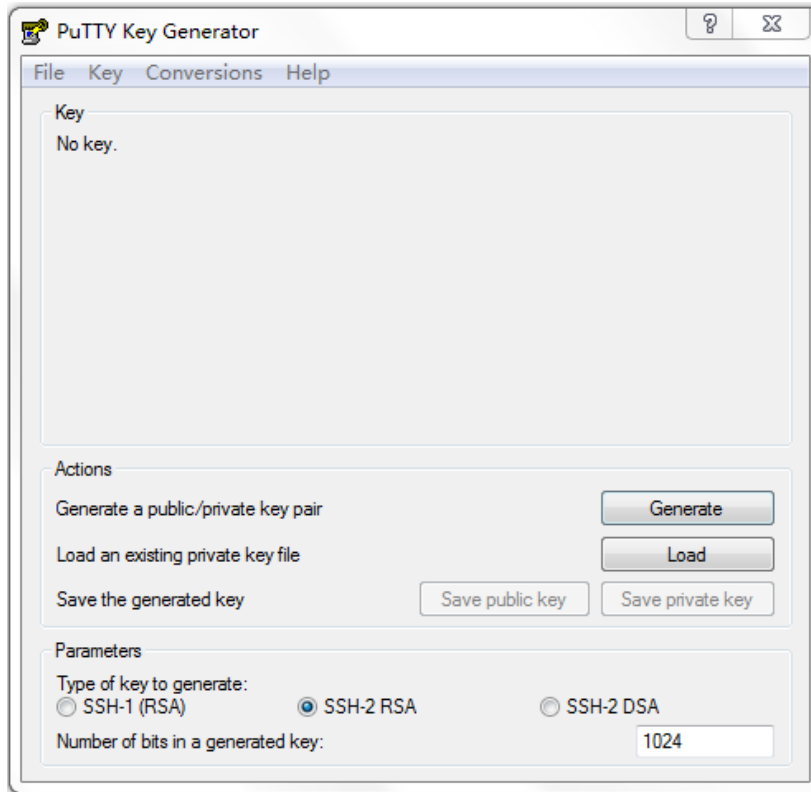 PuTTY Key Generator
File Key Conversions Help
Key
No key.
Actions
Generate a public/private key pair Generate
Load an existing private key file Load
Save the generated key Save public key Save private key
Parameters
Type of key to generate:
SSH-1 (RSA) SSH-2 RSA SSH-2 DSA
Number of bits in a generated key: 1024